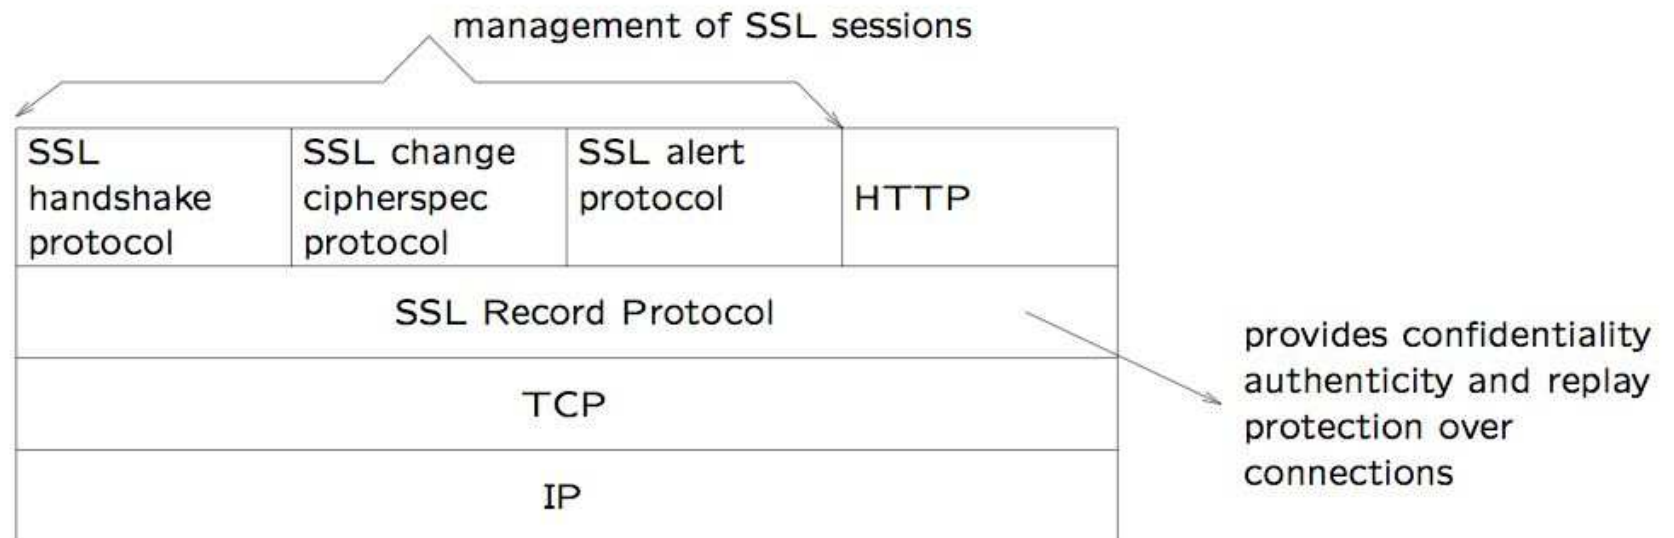 management of SSL sessions
SSL
handshake
protocol
SSL change
cipherspec
protocol
SSL alert
protocol
HTTP
SSL Record Protocol
provides confidentiality
authenticity and replay
protection over
connections
TCP
IP